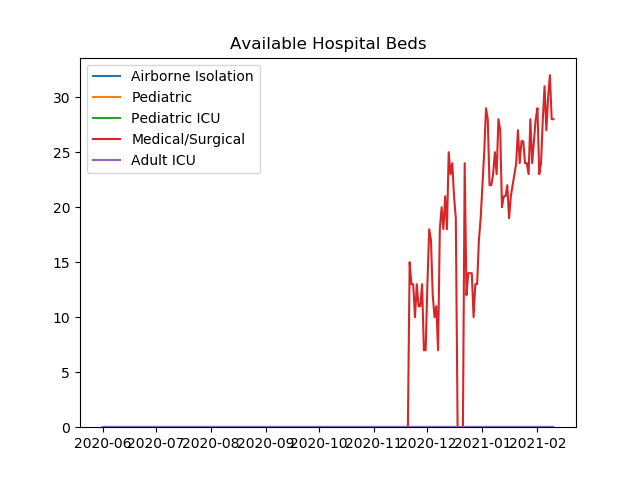 Available Hospital Beds
Airborne Isolation
Pediatric
Pediatric ICU
Medical/Surgical
Adult ICU
30
25
20
15
10
5
0
2020-06 2020-07 2020-08 2020-09 2020-10 2020-11 2020-12 2021-01 2021-02